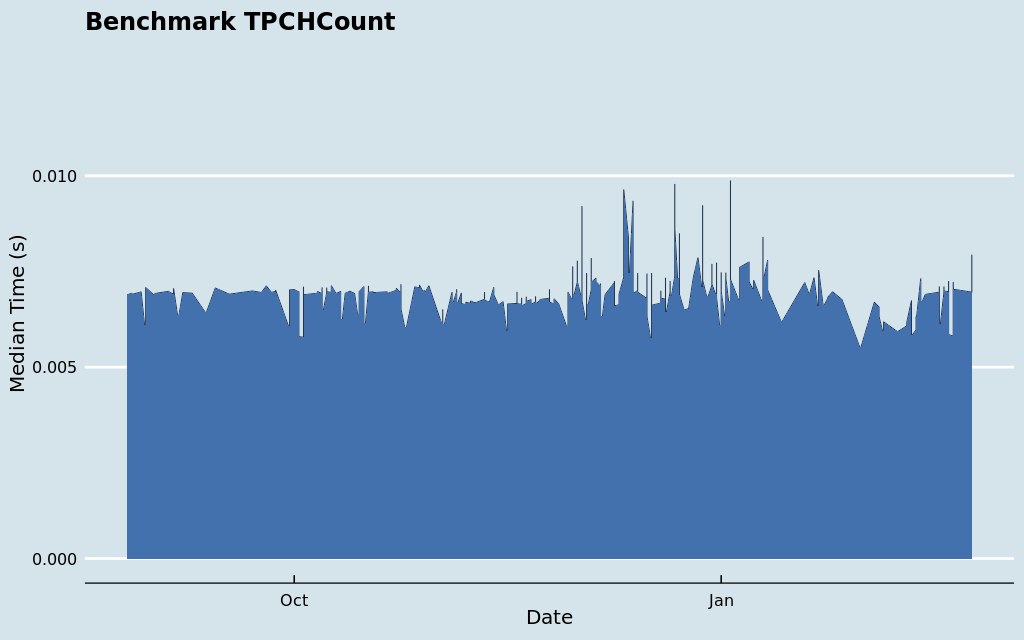 Benchmark TPCHCount
Median Time (s)
0.010
0.005
0.000
Oct
Jan
Date